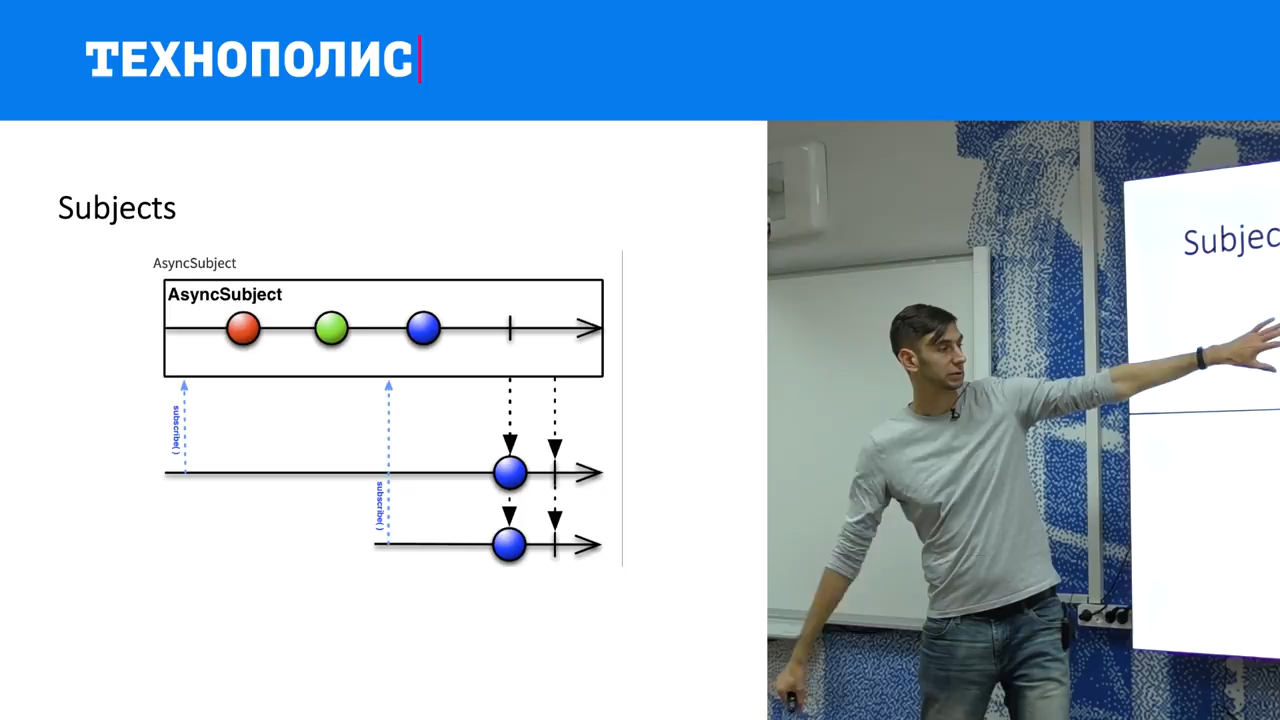 ТЕХНОПОЛИС
Subjects
AsyncSubject
AsyncSubject
subscribe( )
subscribe( )
Subjec